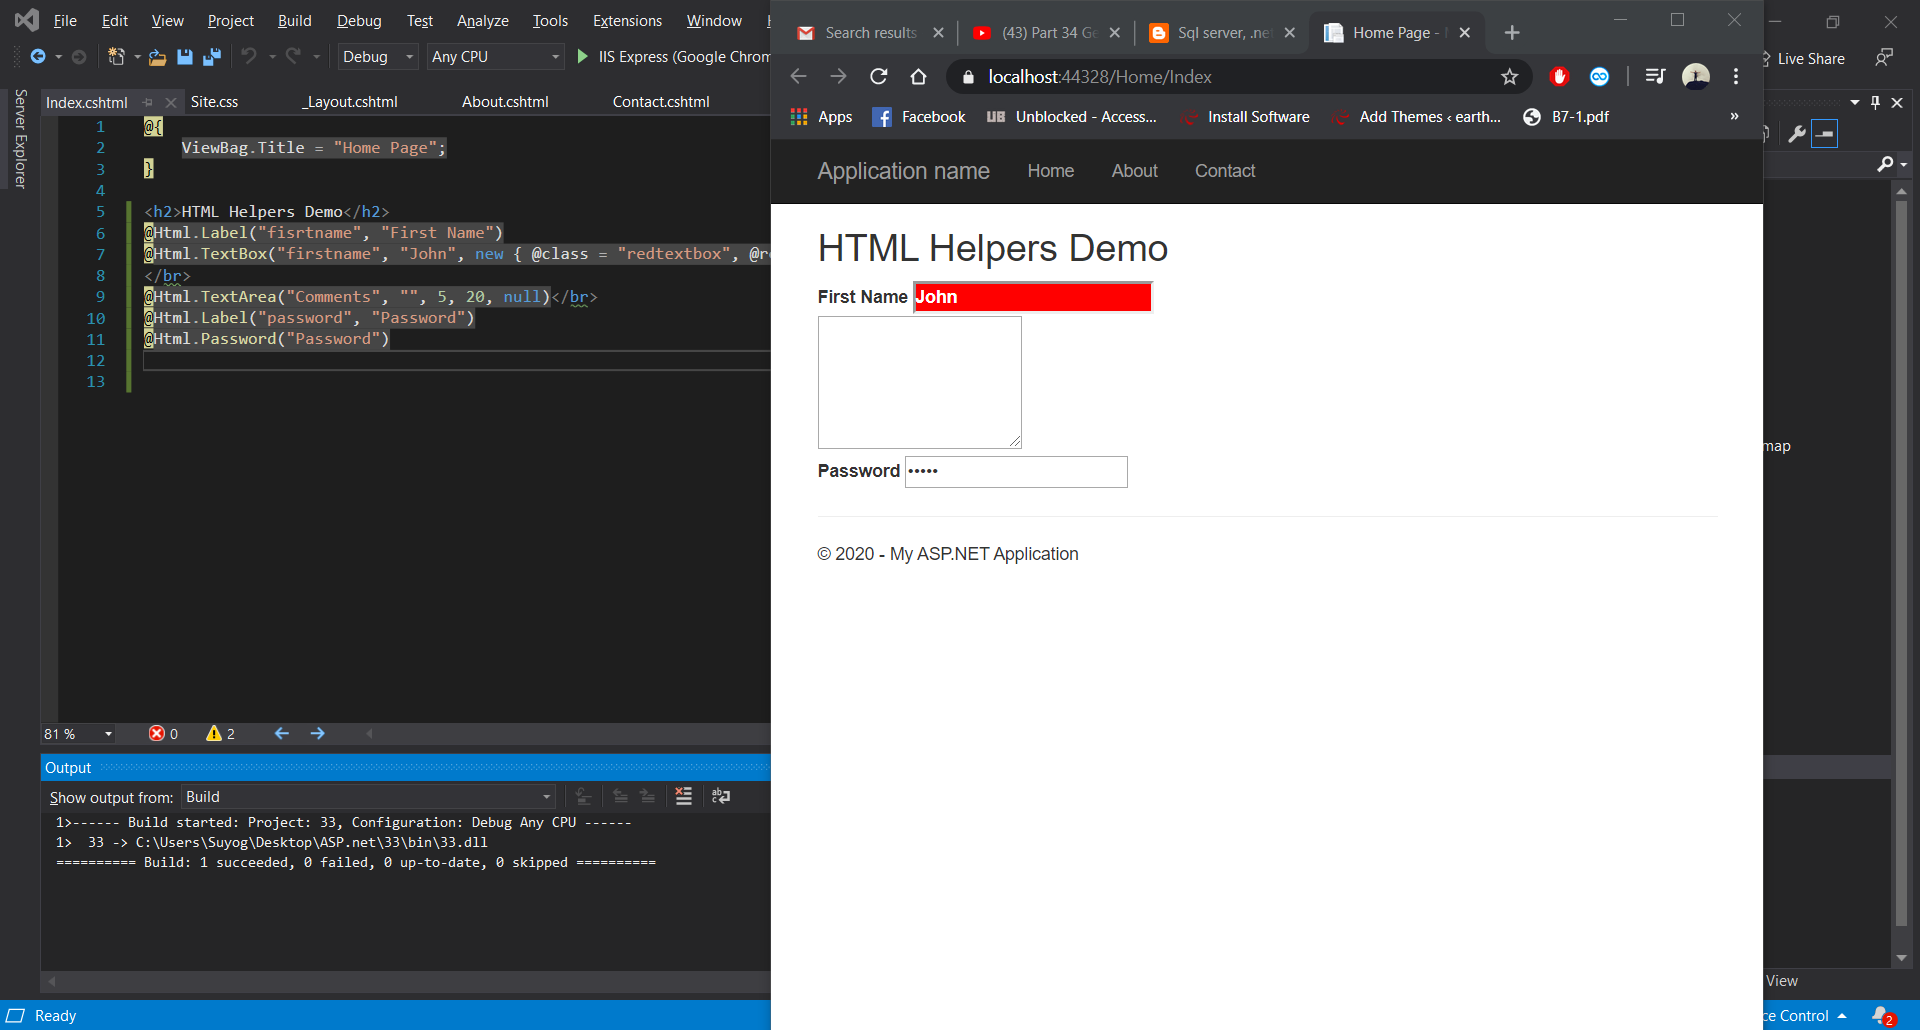 File Edit View Project Build Debug Test Analyze Tools Extensions Window
Debug Any CPU IIS Express (Google Chrom
Live Share
Server Explorer
Index.cshtml Site.css _Layout.cshtml About.cshtml Contact.cshtml
1 @{
2 ViewBag.Title = "Home Page";
3 }
4
5 <h2>HTML Helpers Demo</h2>
6 @Html.Label("fisrtname", "First Name")
7 @Html.TextBox("firstname", "John", new { @class = "redtextbox", @r
8 </br>
9 @Html.TextArea("Comments", "", 5, 20, null)</br>
10 @Html.Label("password", "Password")
11 @Html.Password("Password")
12
13
81 % 0 2
Output
Show output from: Build
1>------ Build started: Project: 33, Configuration: Debug Any CPU ------
1> 33 -> C:\Users\Suyog\Desktop\ASP.net\33\bin\33.dll
========== Build: 1 succeeded, 0 failed, 0 up-to-date, 0 skipped ==========
Ready
Search results (43) Part 34 Ge Sql server, .net Home Page -
localhost:44328/Home/Index
Apps Facebook UB Unblocked - Access... Install Software Add Themes ‹ earth... B7-1.pdf »
Application name Home About Contact
HTML Helpers Demo
First Name John
Password •••••
© 2020 - My ASP.NET Application
map
View
ce Control 2